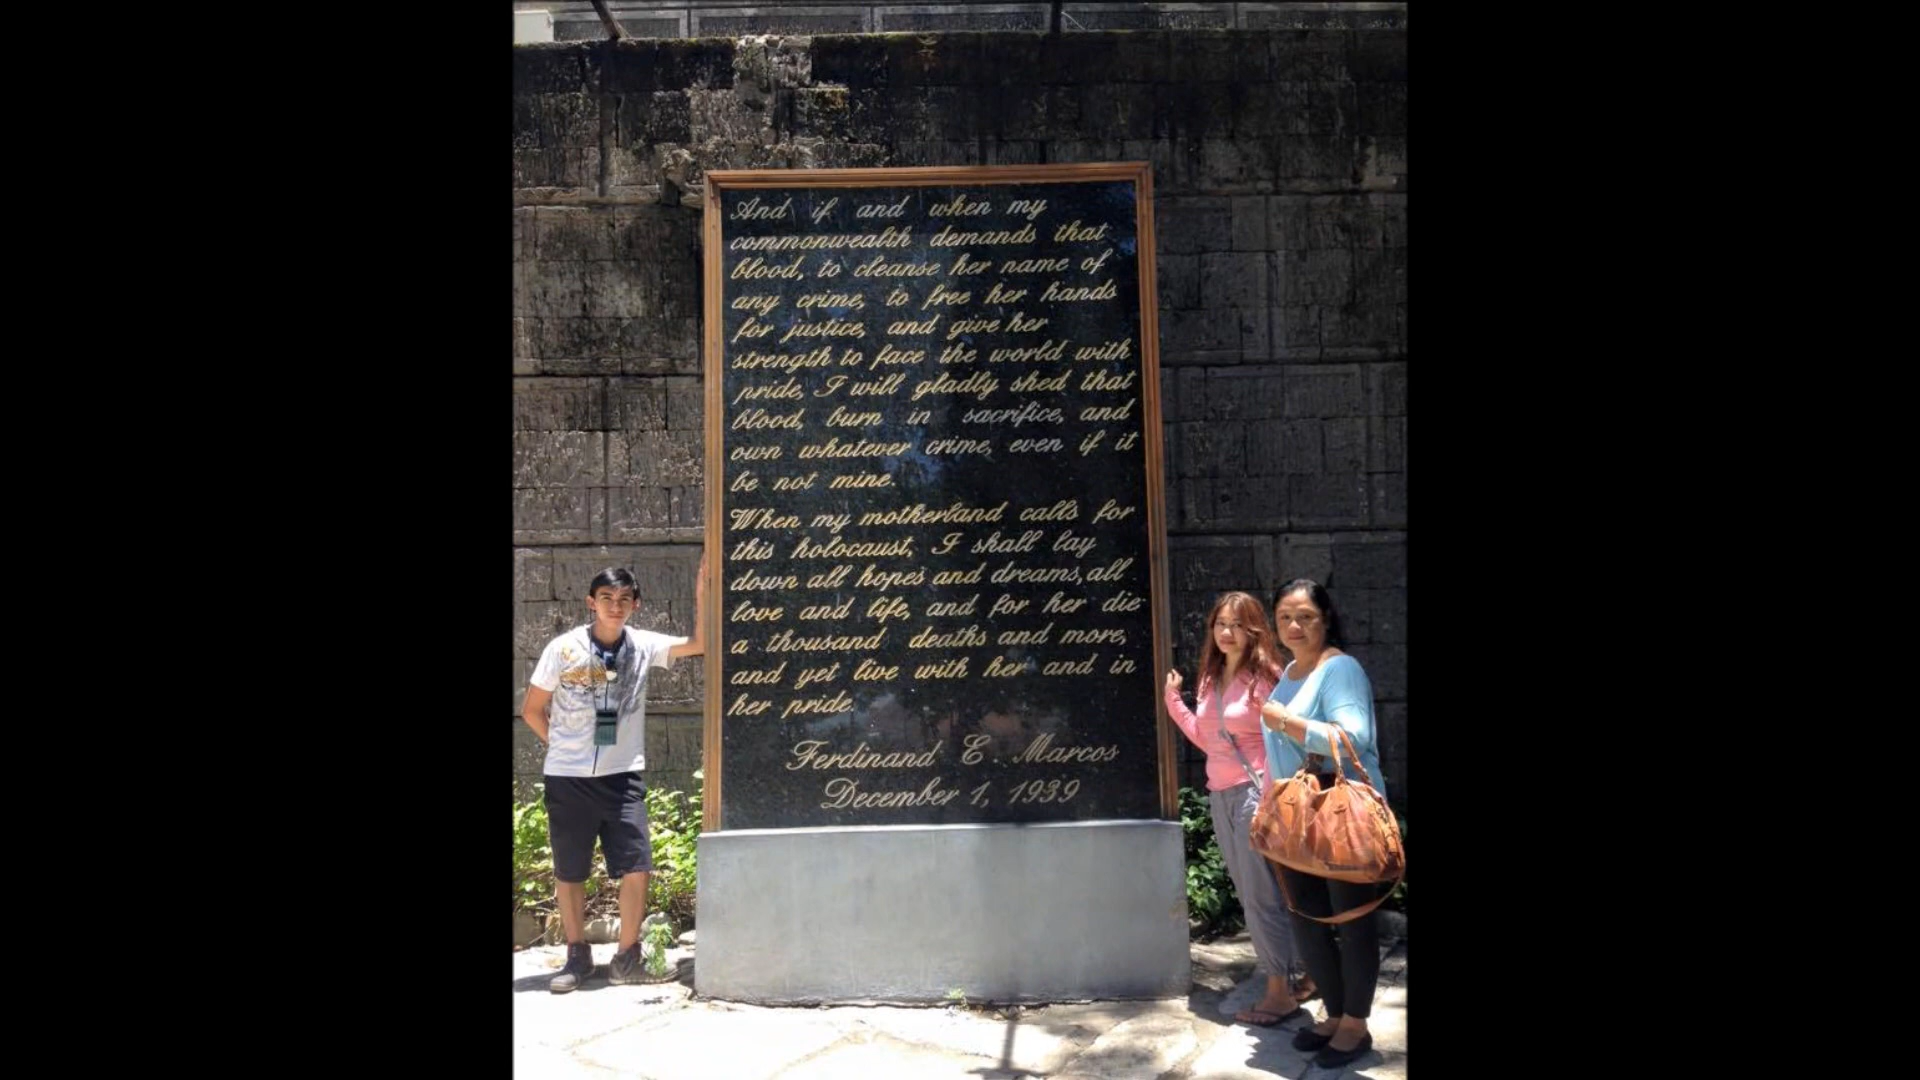 And if and when my
commonwealth demands that
blood, to cleanse her name of
any crime, to free her hands
for justice, and give her
strength to face the world with
pride, I will gladly shed that
blood, burn in sacrifice, and
own whatever crime, even if it
be not mine.
When my motherland calls for
this holocaust, I shall lay
down all hopes and dreams, all
love and life, and for her die
a thousand deaths and more,
and yet live with her and in
her pride.
Ferdinand E. Marcos
December 1, 1939